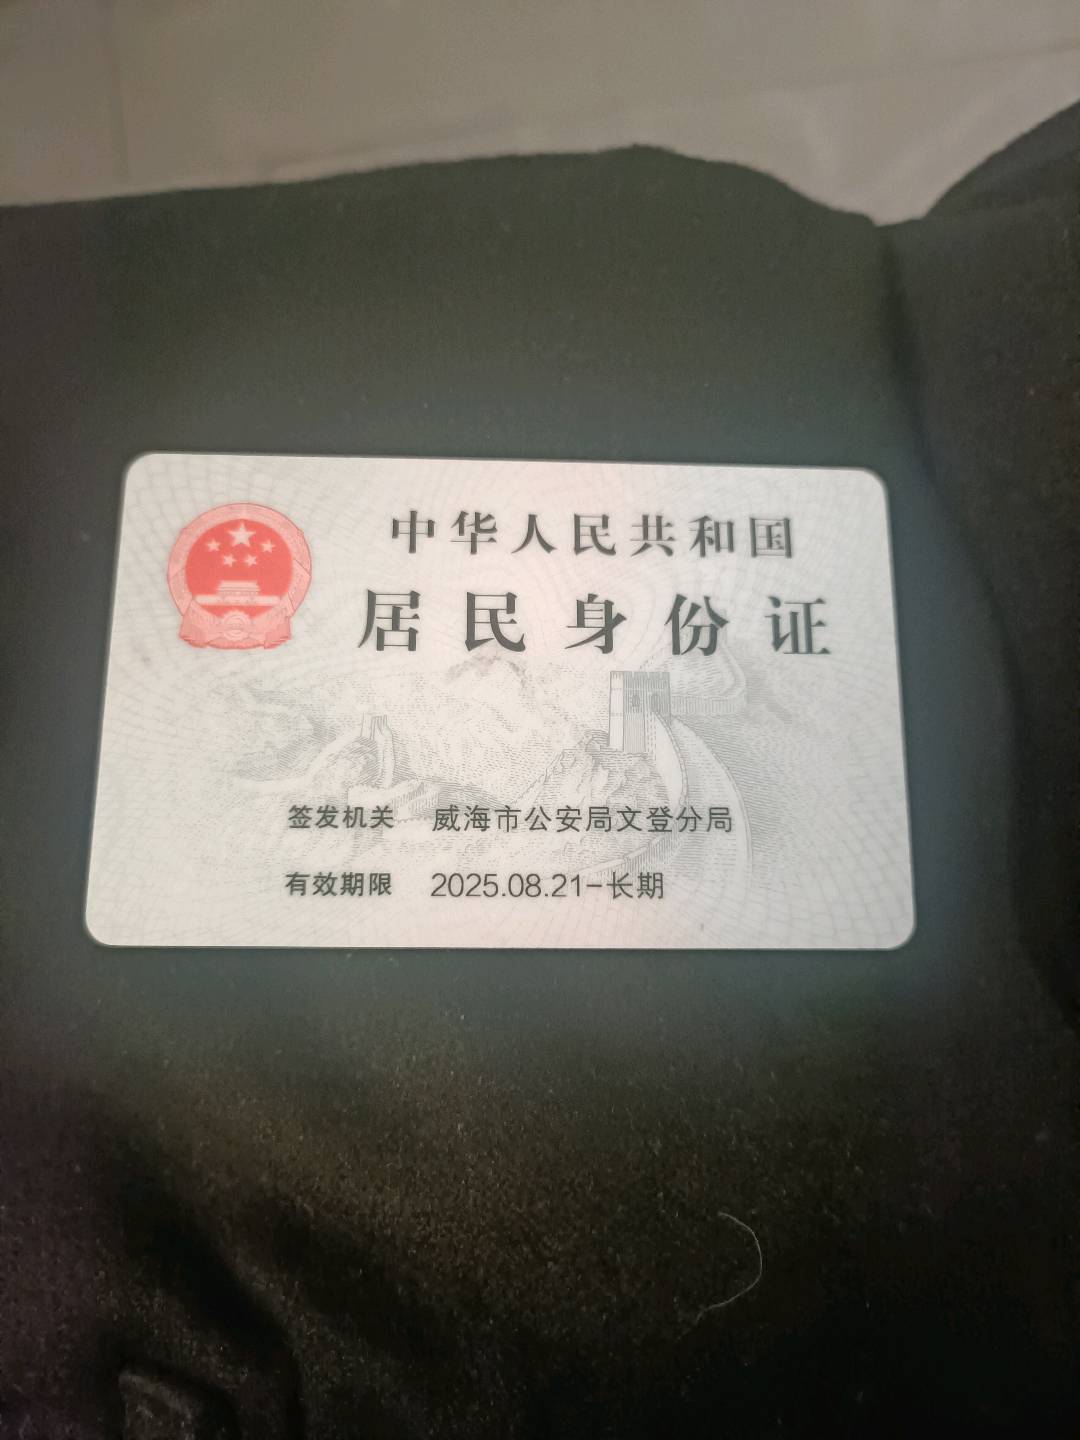 中华人民共和国
居民身份证
签发机关 威海市公安局文登分局
有效期限 2025.08.21-长期